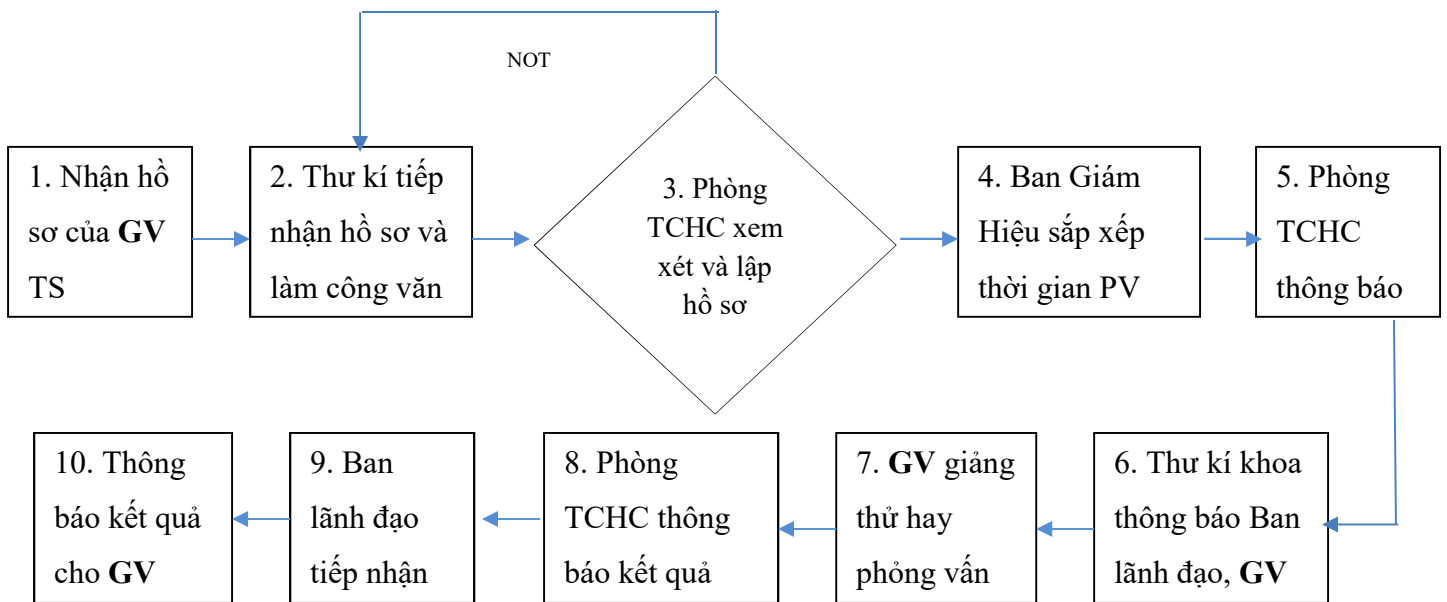 NOT
1. Nhận hồ
sơ của GV
TS
2. Thư kí tiếp
nhận hồ sơ và
làm công văn
3. Phòng
TCHC xem
xét và lập
hồ sơ
4. Ban Giám
Hiệu sắp xếp
thời gian PV
5. Phòng
TCHC
thông báo
6. Thư kí khoa
thông báo Ban
lãnh đạo, GV
7. GV giảng
thử hay
phỏng vấn
8. Phòng
TCHC thông
báo kết quả
9. Ban
lãnh đạo
tiếp nhận
10. Thông
báo kết quả
cho GV